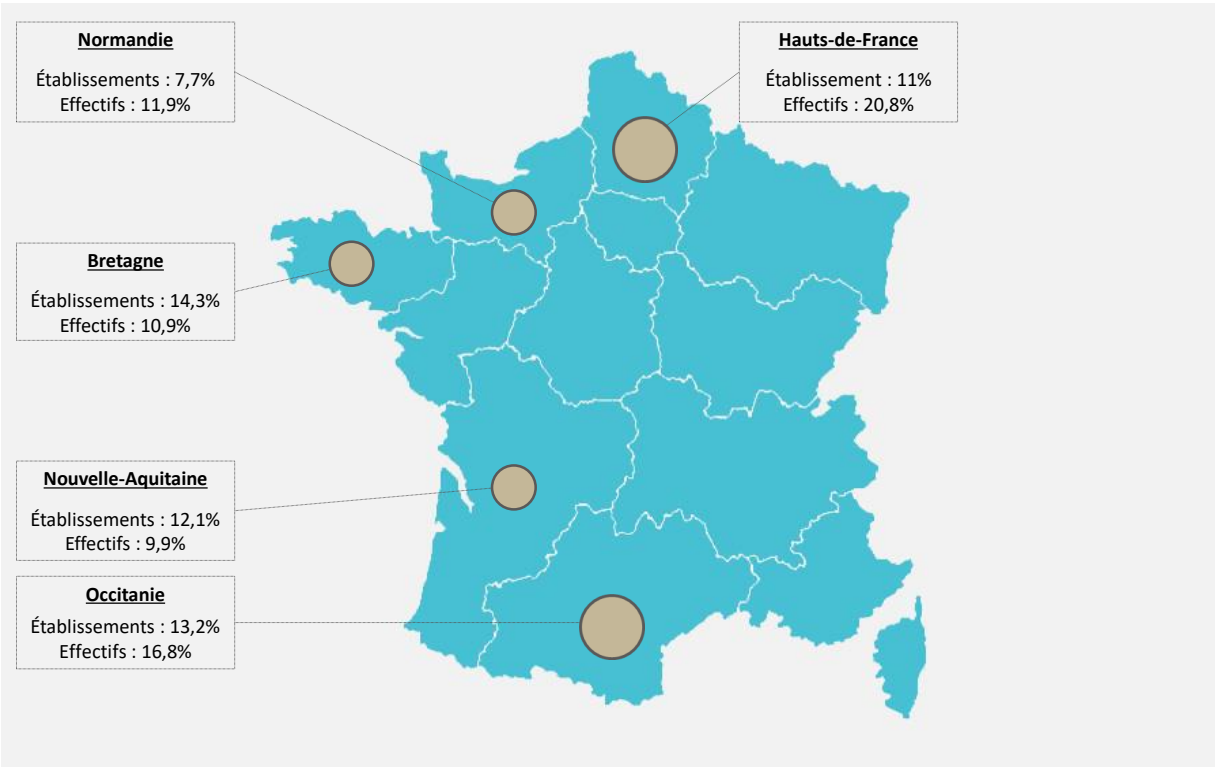 Normandie
Établissements : 7,7%
Effectifs : 11,9%
Hauts-de-France
Établissement : 11%
Effectifs : 20,8%
Bretagne
Établissements : 14,3%
Effectifs : 10,9%
Nouvelle-Aquitaine
Établissements : 12,1%
Effectifs : 9,9%
Occitanie
Établissements : 13,2%
Effectifs : 16,8%